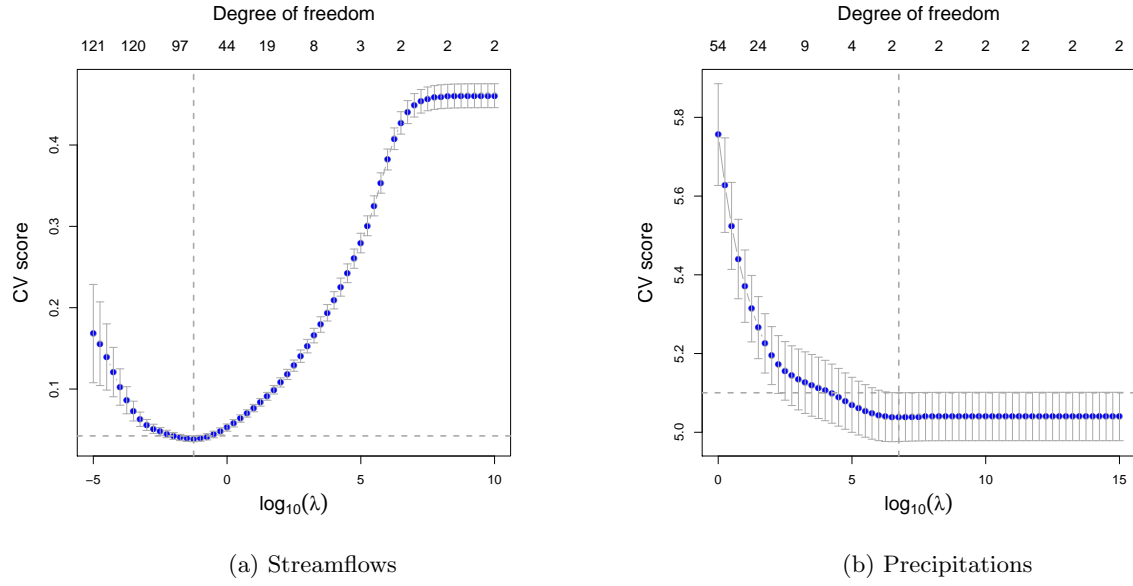 Degree of freedom
121 120 97 44 19 8 3 2 2 2
CV score
0.4
0.3
0.2
0.1
−5 0 5 10
log10(λ)
(a) Streamflows
Degree of freedom
54 24 9 4 2 2 2 2 2 2
CV score
5.8
5.6
5.4
5.2
5.0
0 5 10 15
log10(λ)
(b) Precipitations